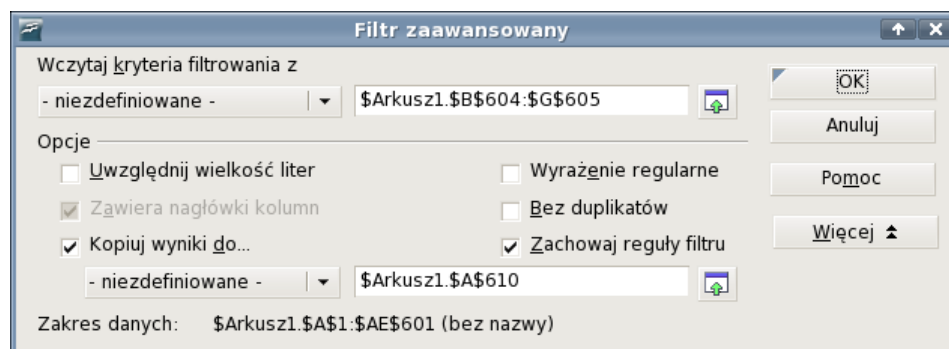 Filtr zaawansowany
Wczytaj kryteria filtrowania z
- niezdefiniowane - $Arkusz1.$B$604:$G$605
OK
Opcje
Anuluj
Uwzględnij wielkość liter Wyrażenie regularne
Pomoc
Zawiera nagłówki kolumn Bez duplikatów
Kopiuj wyniki do... Zachowaj reguły filtru
Więcej
- niezdefiniowane - $Arkusz1.$A$610
Zakres danych: $Arkusz1.$A$1:$AE$601 (bez nazwy)